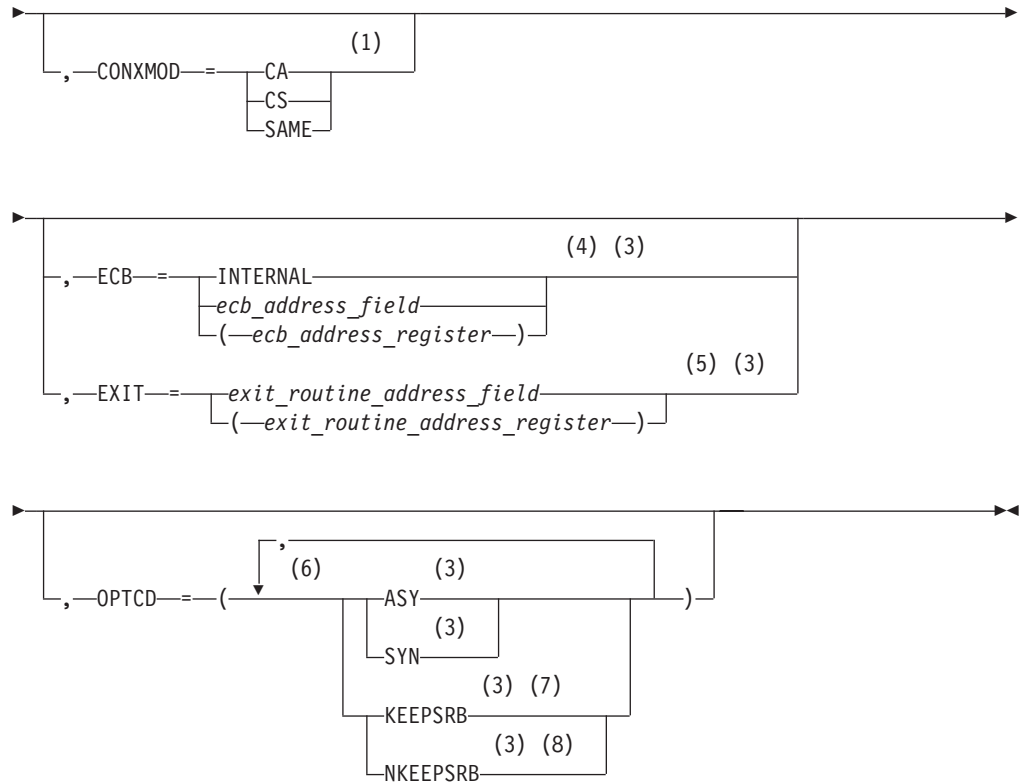 (1)
,CONXMOD=CA
CS
SAME
(4) (3)
,ECB=INTERNAL
ecb_address_field
(ecb_address_register)
(5) (3)
,EXIT=exit_routine_address_field
(exit_routine_address_register)
,
(6) (3)
,OPTCD=(ASY)
(3)
SYN
(3) (7)
KEEPSRB
(3) (8)
NKEEPSRB